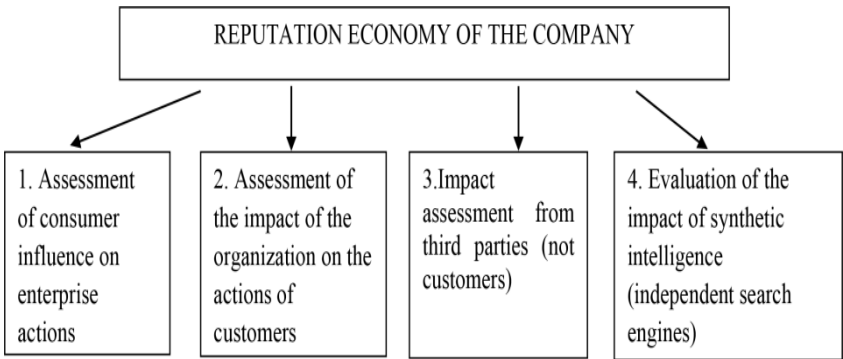 REPUTATION ECONOMY OF THE COMPANY
1. Assessment
of consumer
influence on
enterprise
actions
2. Assessment of
the impact of the
organization on the
actions of
customers
3.Impact
assessment from
third parties (not
customers)
4. Evaluation of the
impact of synthetic
intelligence
(independent search
engines)